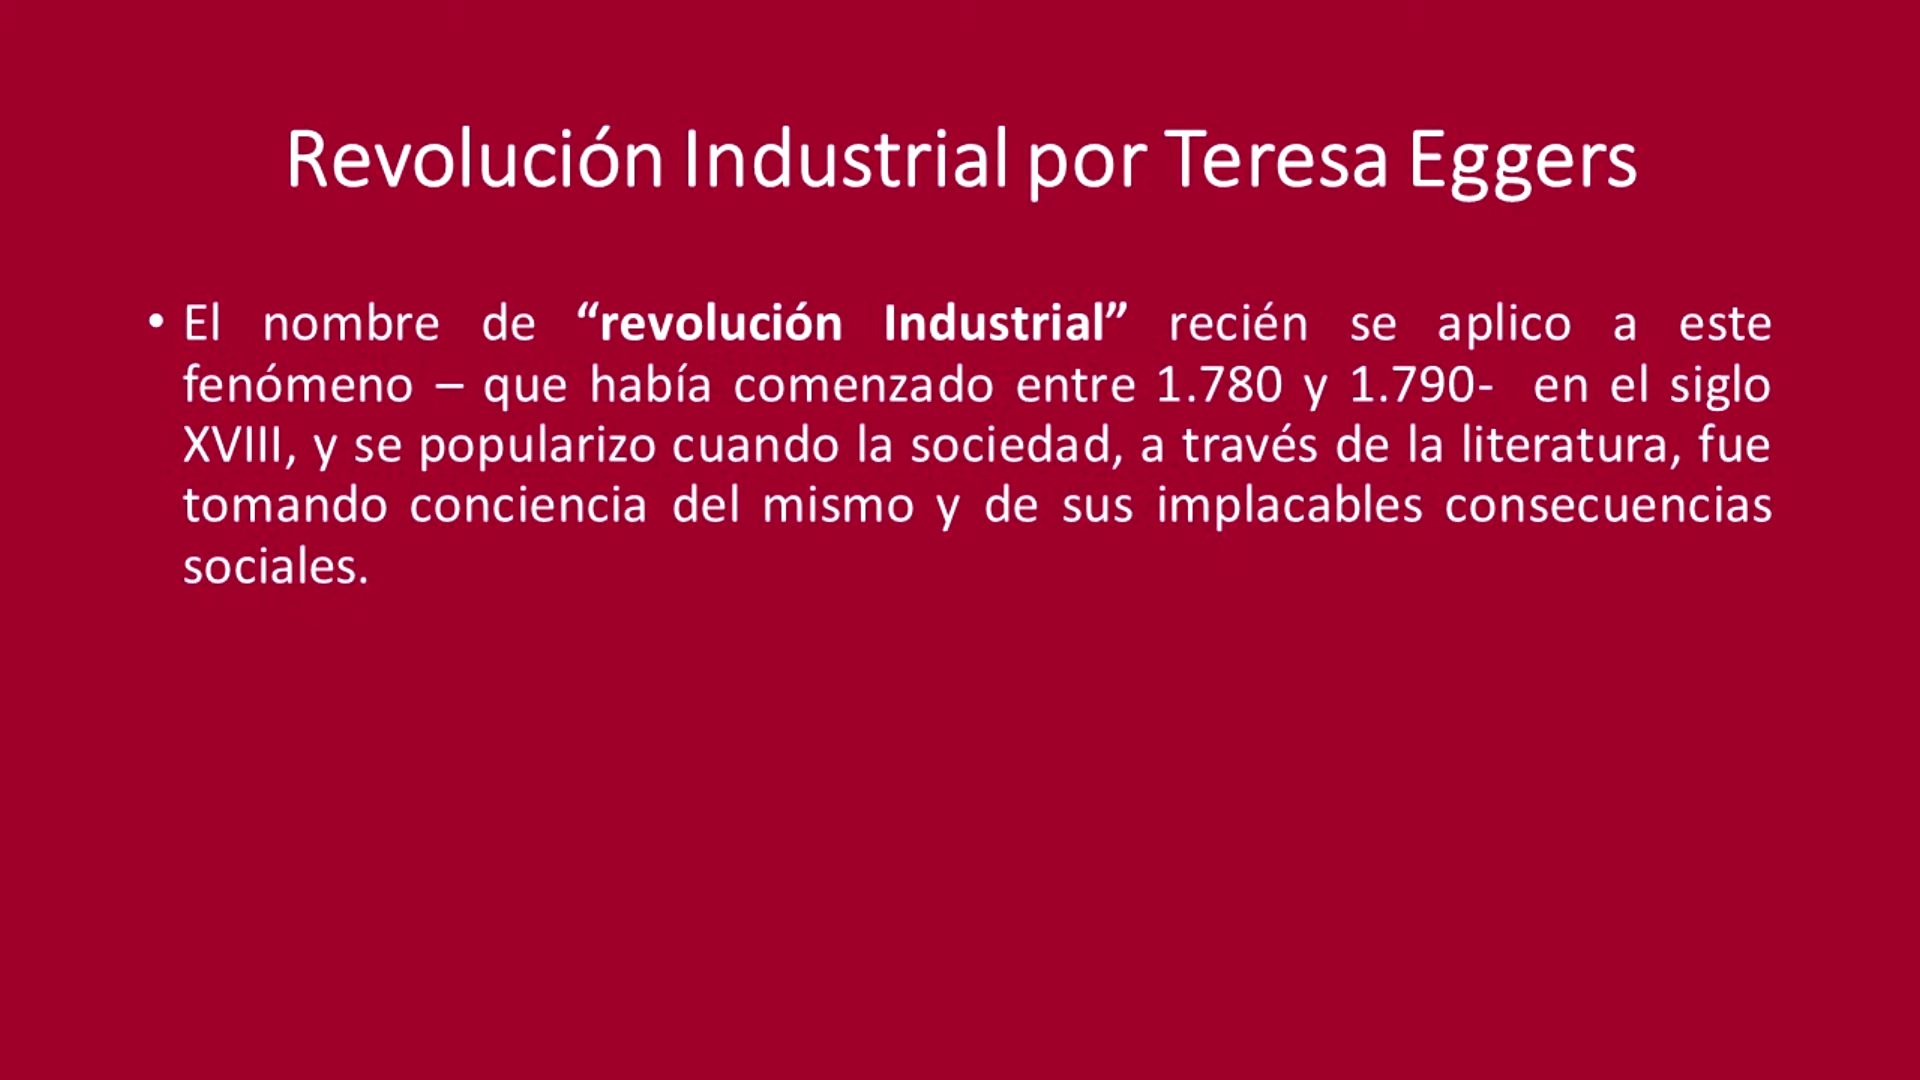 Revolución Industrial por Teresa Eggers
• El nombre de “revolución Industrial” recién se aplico a este
fenómeno – que había comenzado entre 1.780 y 1.790- en el siglo
XVIII, y se popularizo cuando la sociedad, a través de la literatura, fue
tomando conciencia del mismo y de sus implacables consecuencias
sociales.